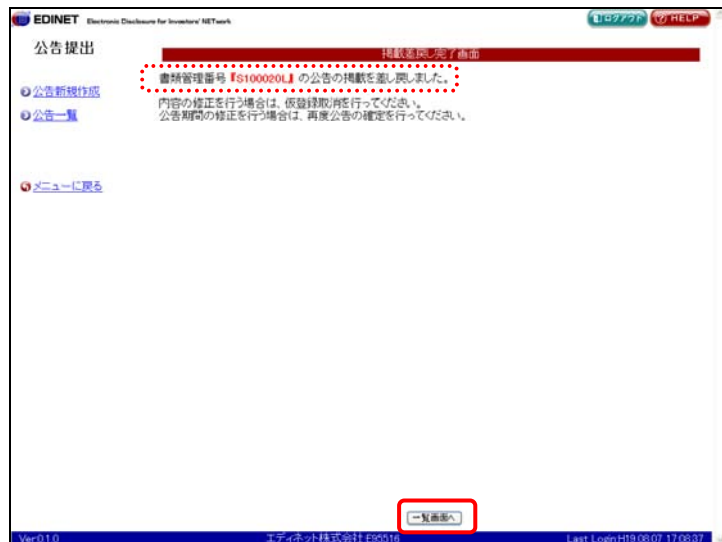 EDINET Electronic Disclosure for Investors' NETwork
ログアウト
HELP
公告提出
掲載差戻し完了画面
書類管理番号『S100020L』の公告の掲載を差し戻しました。
公告新規作成
内容の修正を行う場合は、仮登録取消を行ってください。
公告一覧
公告期間の修正を行う場合は、再度公告の確定を行ってください。
メニューに戻る
一覧画面へ
Ver.0.1.0
エディネット株式会社 E95516
Last Login:H19.08.07 17:08:37